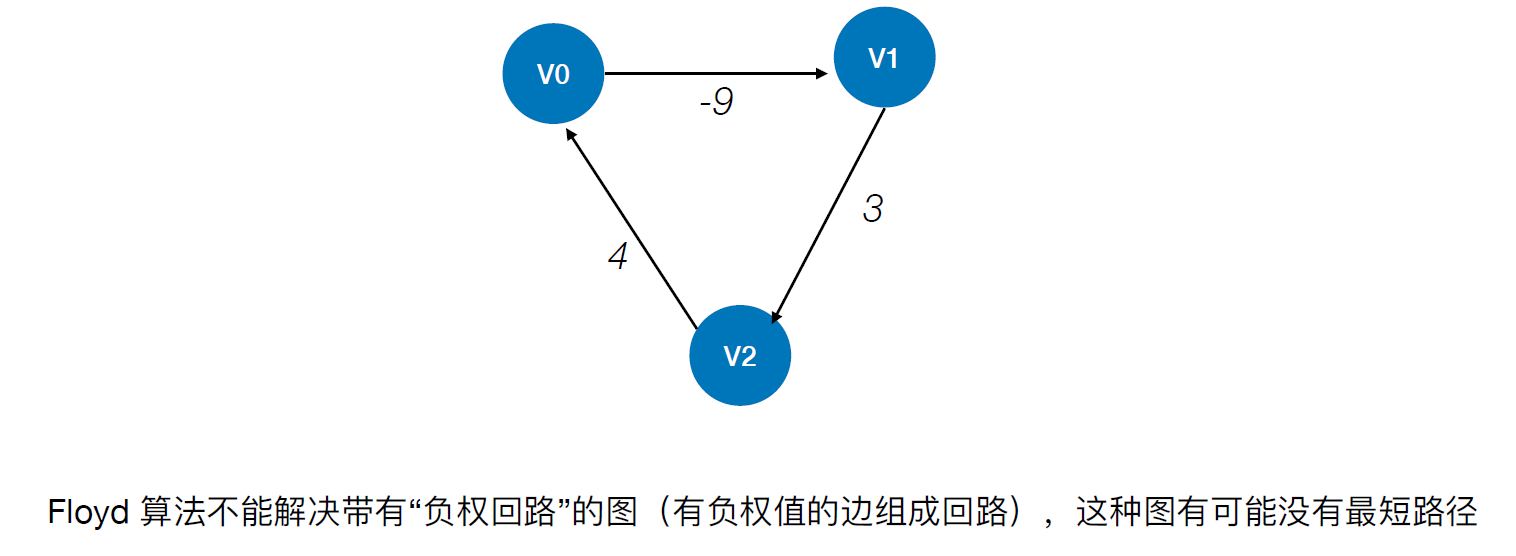 V0
V1
-9
3
4
V2
Floyd 算法不能解决带有“负权回路”的图（有负权值的边组成回路），这种图有可能没有最短路径